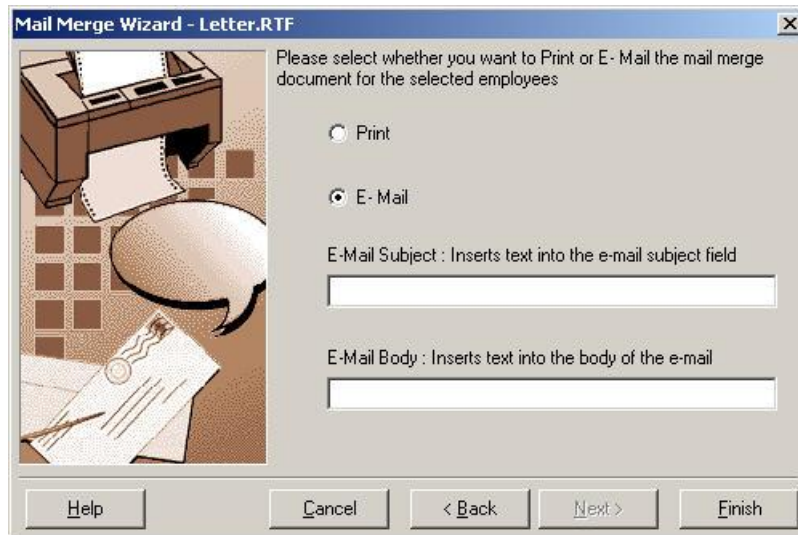 Mail Merge Wizard - Letter.RTF
Please select whether you want to Print or E- Mail the mail merge
document for the selected employees
Print
E- Mail
E-Mail Subject : Inserts text into the e-mail subject field
E-Mail Body : Inserts text into the body of the e-mail
Help Cancel < Back Next > Finish